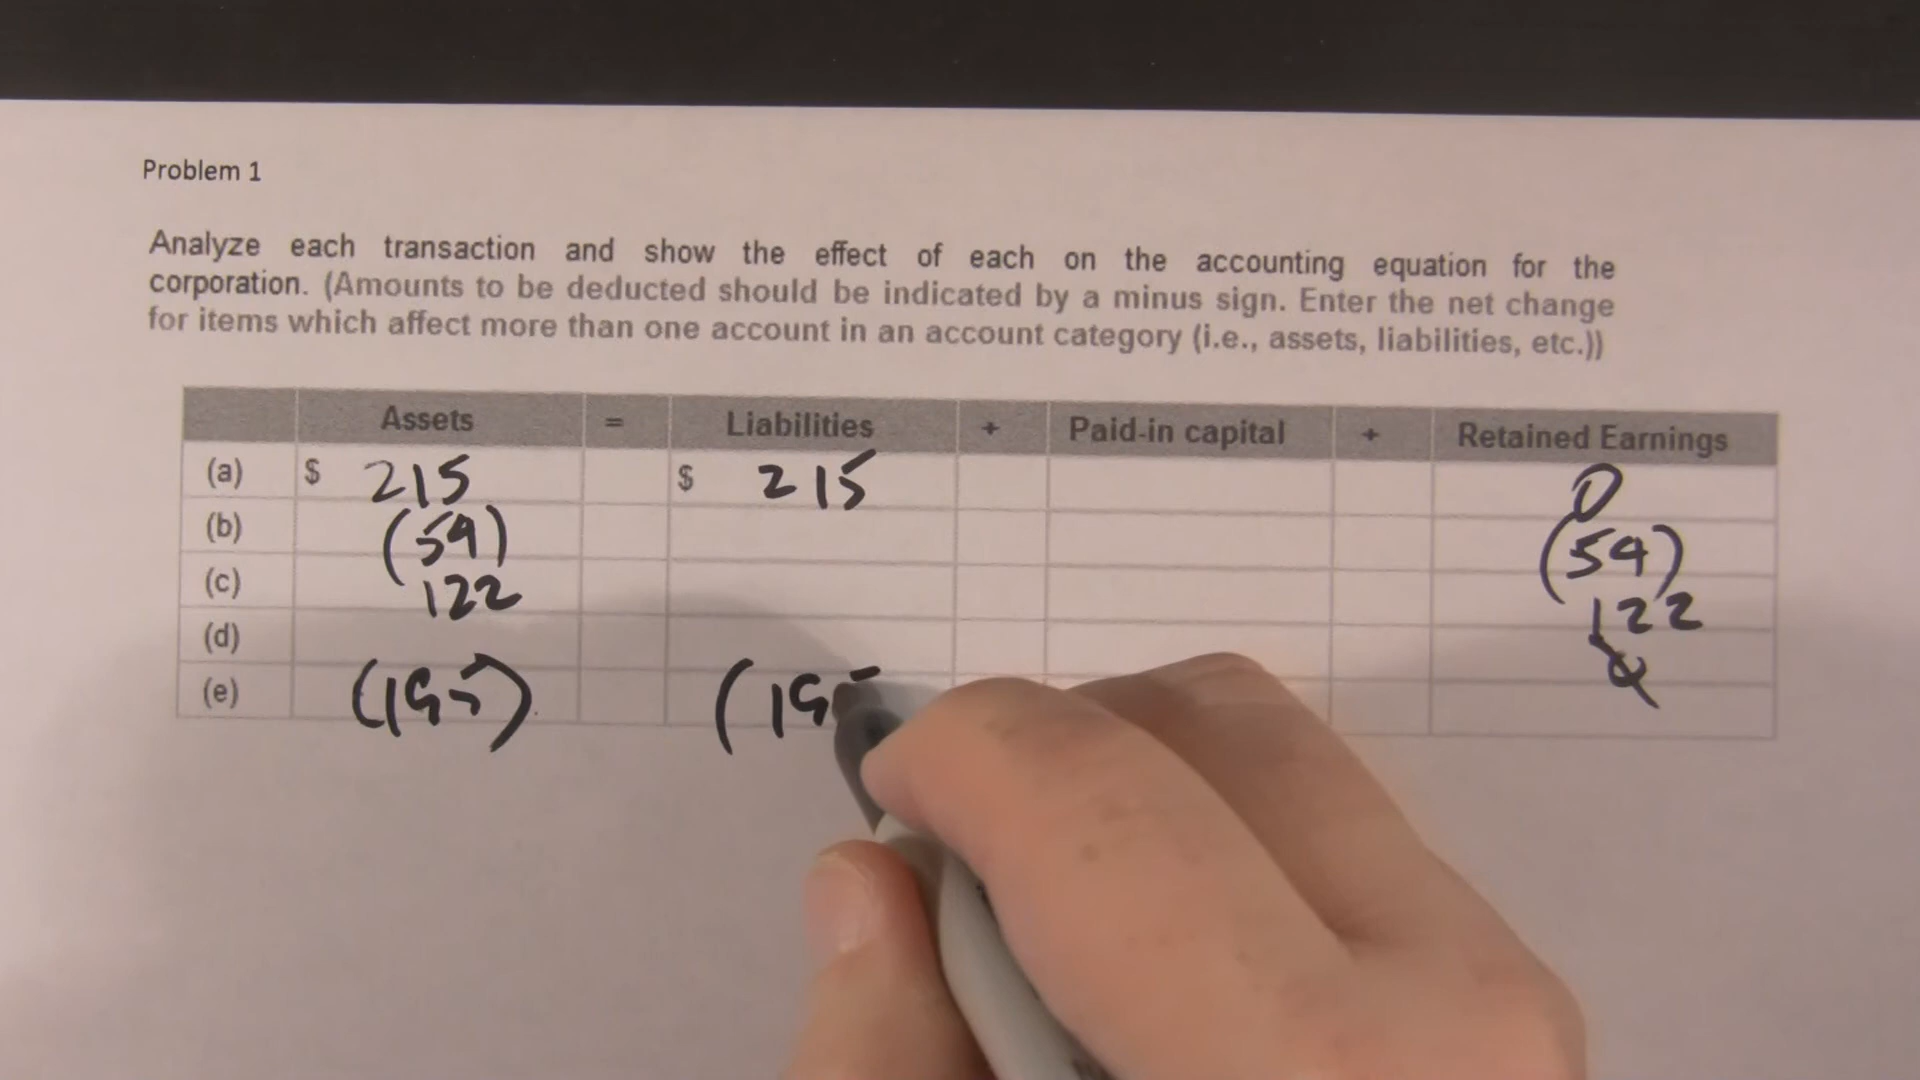 Problem 1
Analyze each transaction and show the effect of each on the accounting equation for the
corporation. (Amounts to be deducted should be indicated by a minus sign. Enter the net change
for items which affect more than one account in an account category (i.e., assets, liabilities, etc.))
Assets = Liabilities + Paid-in capital + Retained Earnings
(a) $ 215 $ 215 0
(b) (59) (59)
(c) 122 122
(d)
(e) (195) (195